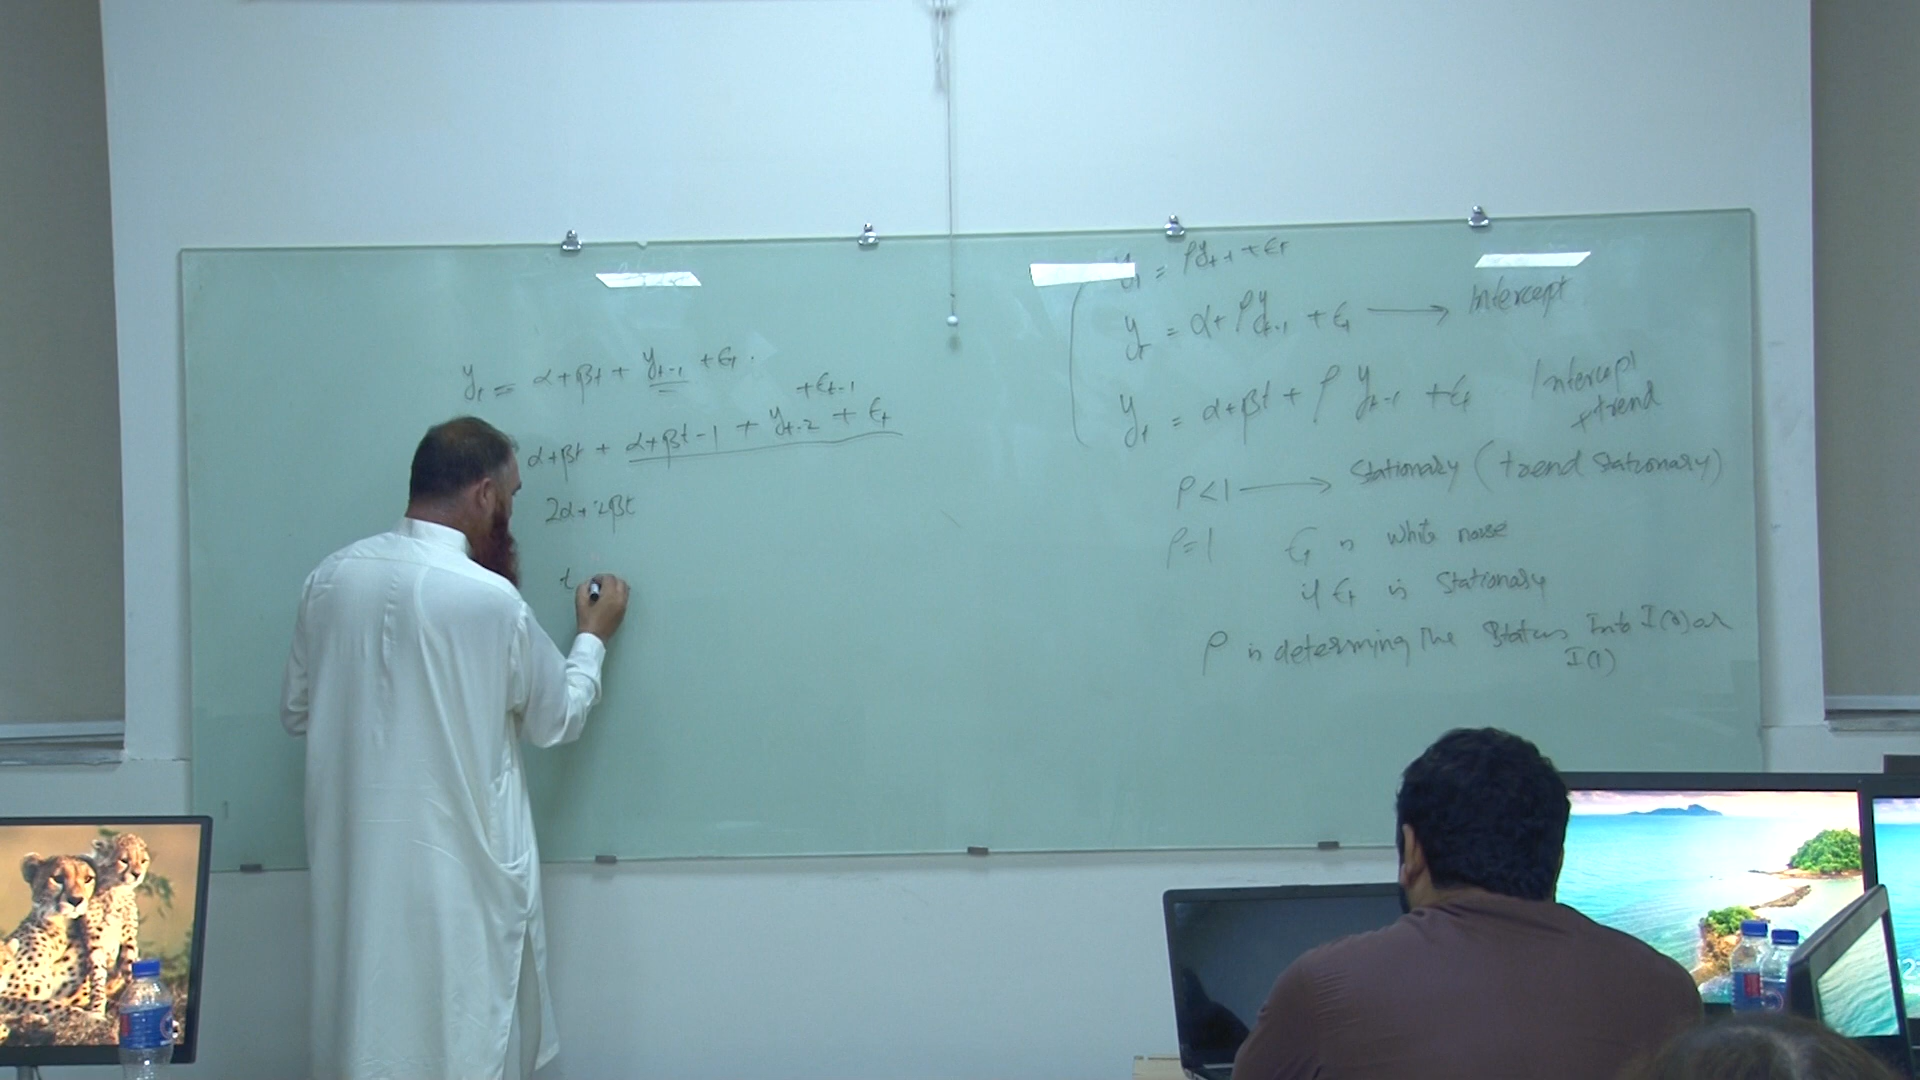 yₜ = α+βt + yₜ₋₁ + εₜ.
+εₜ₋₁
α+βt + α+βt-1 + yₜ₋₂ + εₜ
2α+2βt
t
yₜ = ρyₜ₋₁ + εₜ
yₜ = α+ρyₜ₋₁ + εₜ → Intercept
yₜ = α+βt + ρ yₜ₋₁ + εₜ Intercept
+trend
ρ<1 → Stationary (trend Stationary)
ρ=1 εₜ is white noise
if εₜ is Stationary
ρ is determining the Status Into I(0) or
I(1)